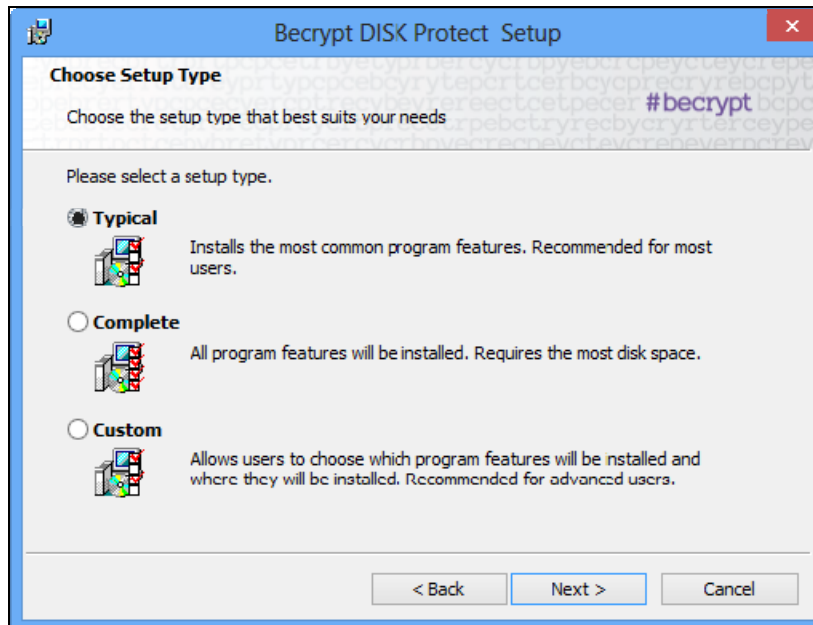 Becrypt DISK Protect Setup
Choose Setup Type
Choose the setup type that best suits your needs
#becrypt
Please select a setup type.
Typical
Installs the most common program features. Recommended for most
users.
Complete
All program features will be installed. Requires the most disk space.
Custom
Allows users to choose which program features will be installed and
where they will be installed. Recommended for advanced users.
< Back
Next >
Cancel